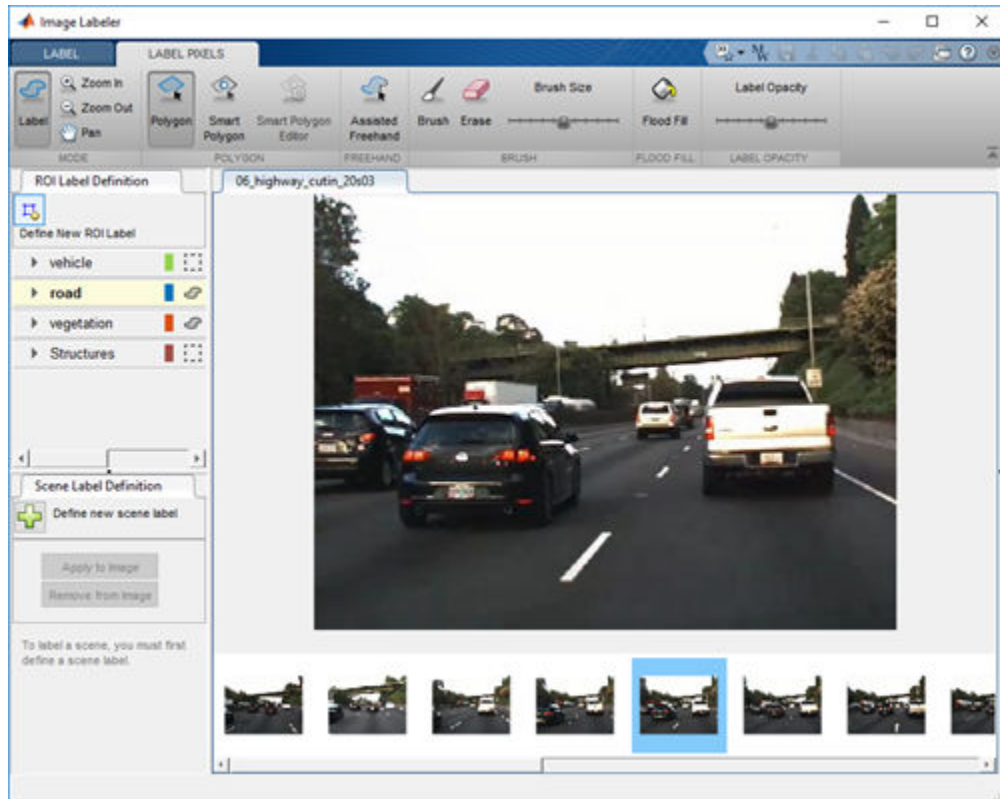 Image Labeler
LABEL
LABEL PIXELS
Label
Zoom In
Zoom Out
Pan
Polygon
Smart Polygon
Smart Polygon Editor
Assisted Freehand
Brush
Erase
Brush Size
Flood Fill
Label Opacity
MODE
POLYGON
FREEHAND
BRUSH
FLOOD FILL
LABEL OPACITY
ROI Label Definition
06_highway_cutin_20s03
Define New ROI Label
vehicle
road
vegetation
Structures
Scene Label Definition
Define new scene label
Apply to Image
Remove from Image
To label a scene, you must first
define a scene label.